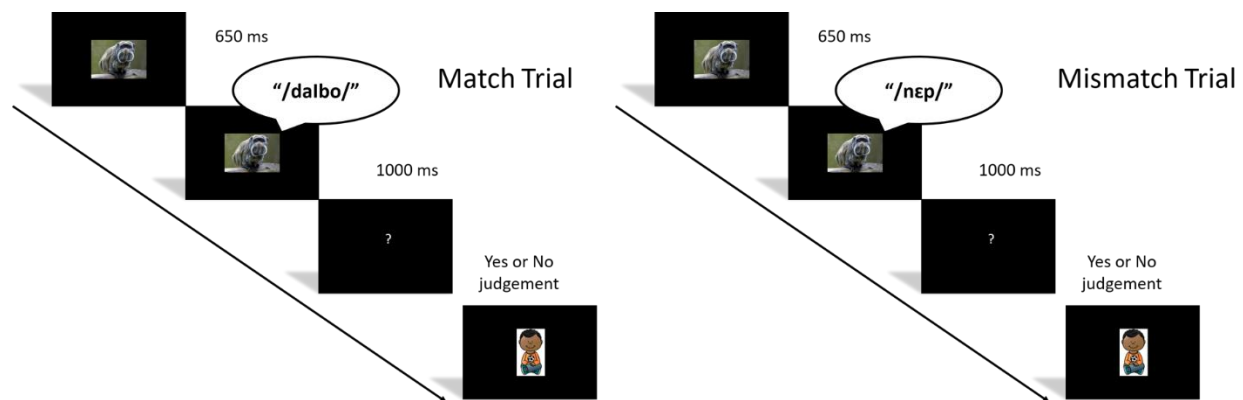 650 ms
“/daIbo/”
Match Trial
1000 ms
?
Yes or No
judgement
650 ms
“/nɛp/”
Mismatch Trial
1000 ms
?
Yes or No
judgement